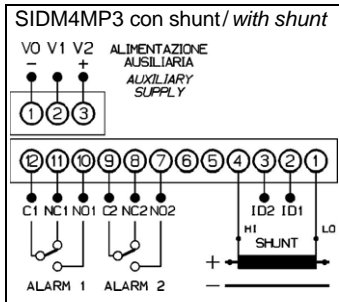 SIDM4MP3 con shunt / with shunt
V0 V1 V2
- +
ALIMENTAZIONE
AUSILIARIA
AUXILIARY
SUPPLY
1 2 3
12 11 10 9 8 7 6 5 4 3 2 1
C1 NC1 NO1 C2 NC2 NO2 ID2 ID1
HI LO
SHUNT
+
-
ALARM 1 ALARM 2